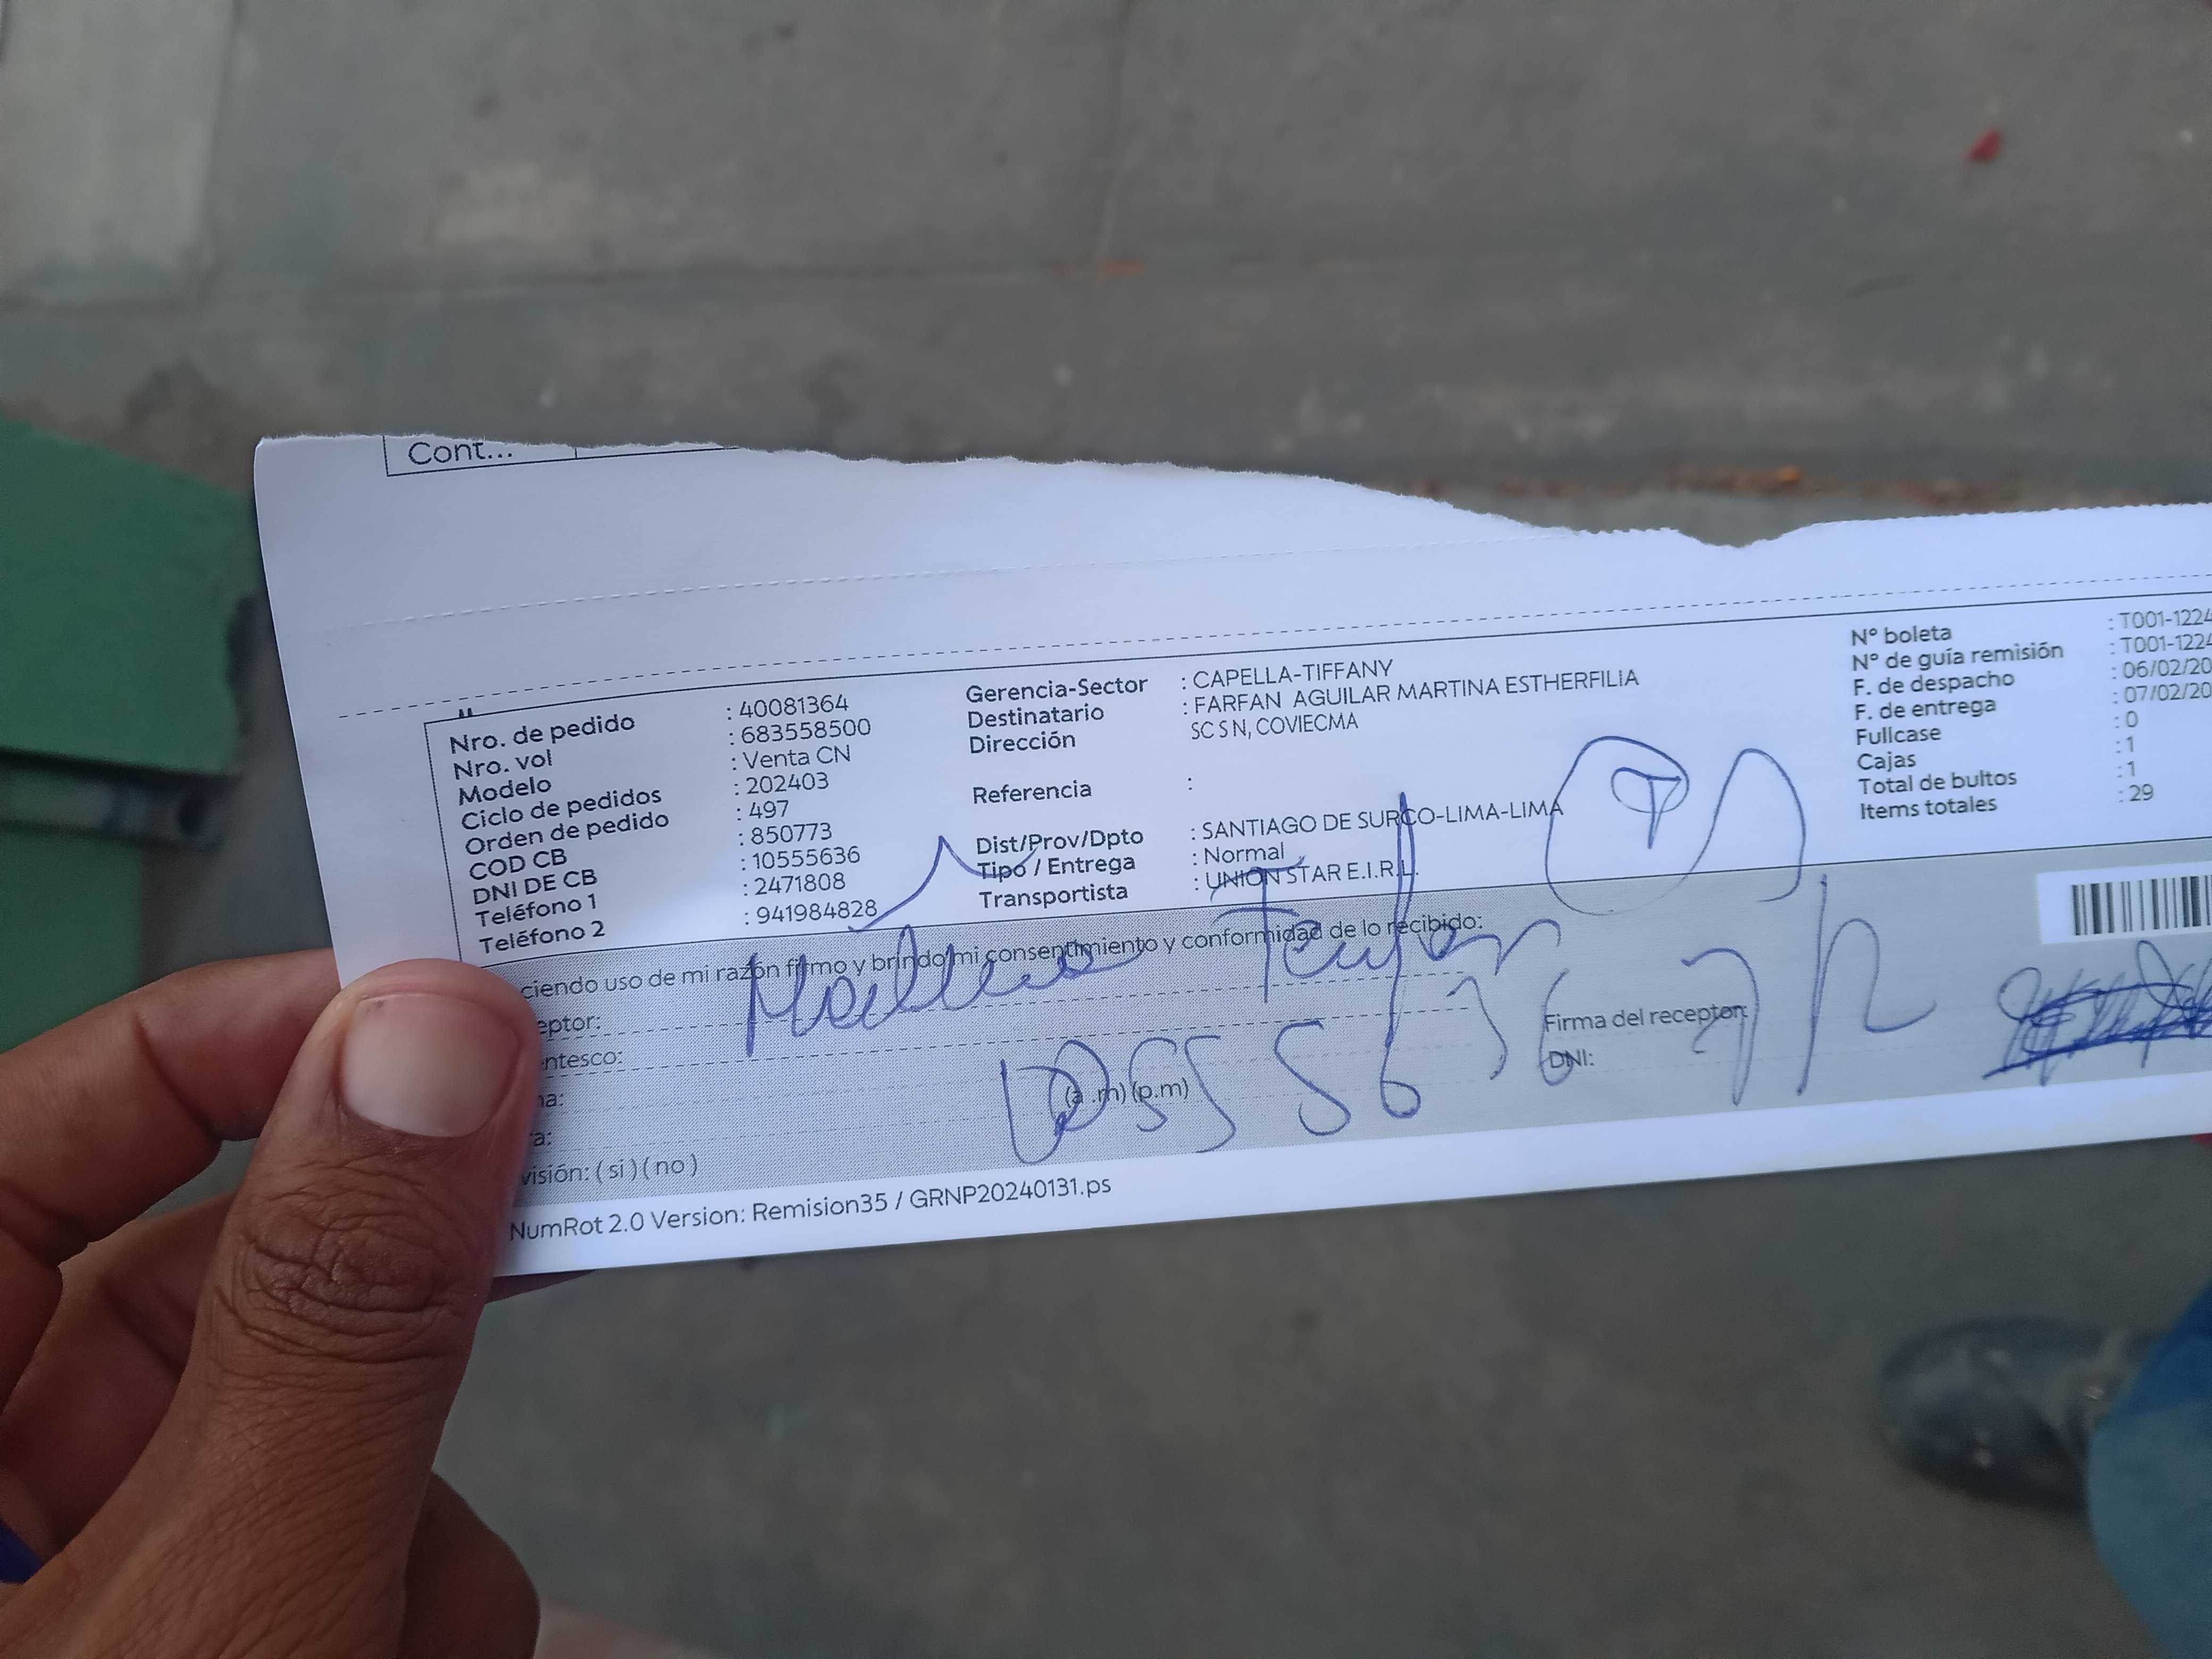 Cont...
Nro. de pedido : 40081364
Nro. vol : 683558500
Modelo : Venta CN
Ciclo de pedidos : 202403
Orden de pedido : 497
COD CB : 850773
DNI DE CB : 10555636
Teléfono 1 : 2471808
Teléfono 2 : 941984828
Gerencia-Sector : CAPELLA-TIFFANY
Destinatario : FARFAN AGUILAR MARTINA ESTHERFILIA
Dirección SC S N, COVIECMA
Referencia :
Dist/Prov/Dpto : SANTIAGO DE SURCO-LIMA-LIMA
Tipo / Entrega : Normal
Transportista : UNION STAR E.I.R.L.
Nº boleta : T001-1224
Nº de guía remisión : T001-1224
F. de despacho : 06/02/20
F. de entrega : 07/02/20
Fullcase : 0
Cajas : 1
Total de bultos : 1
Items totales : 29
ciendo uso de mi razón firmo y brindo mi consentimiento y conformidad de lo recibido:
eptor:
ntesco:
na:
ra: (a .m) (p.m)
visión: ( si ) ( no )
Firma del receptor:
DNI:
NumRot 2.0 Version: Remision35 / GRNP20240131.ps